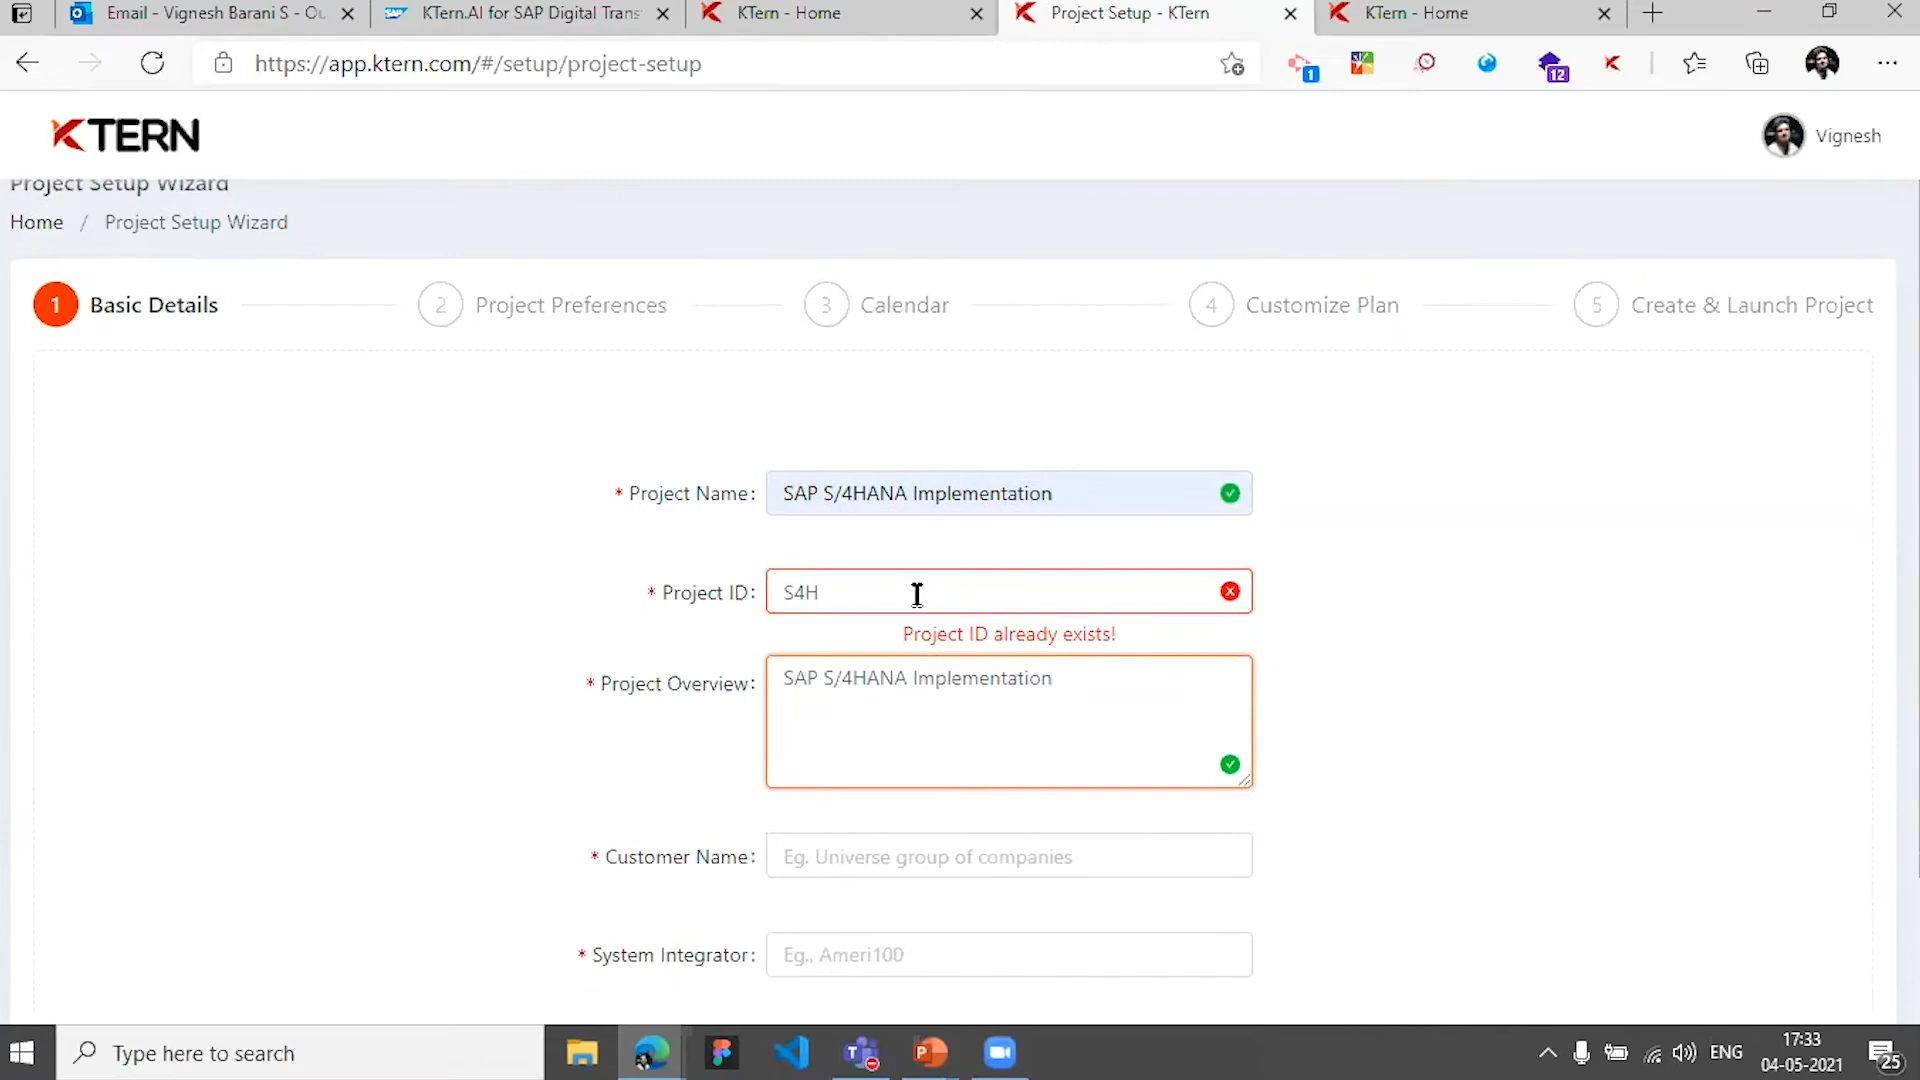 Email - Vignesh Barani S - Ou
SAP
KTern.AI for SAP Digital Trans
KTern - Home
Project Setup - KTern
KTern - Home
https://app.ktern.com/#/setup/project-setup
1
12
KTERN
Vignesh
Project Setup Wizard
Home / Project Setup Wizard
1 Basic Details
2 Project Preferences
3 Calendar
4 Customize Plan
5 Create & Launch Project
* Project Name: SAP S/4HANA Implementation
* Project ID: S4H
Project ID already exists!
* Project Overview: SAP S/4HANA Implementation
* Customer Name: Eg. Universe group of companies
* System Integrator: Eg., Ameri100
Type here to search
ENG
17:33
04-05-2021
25